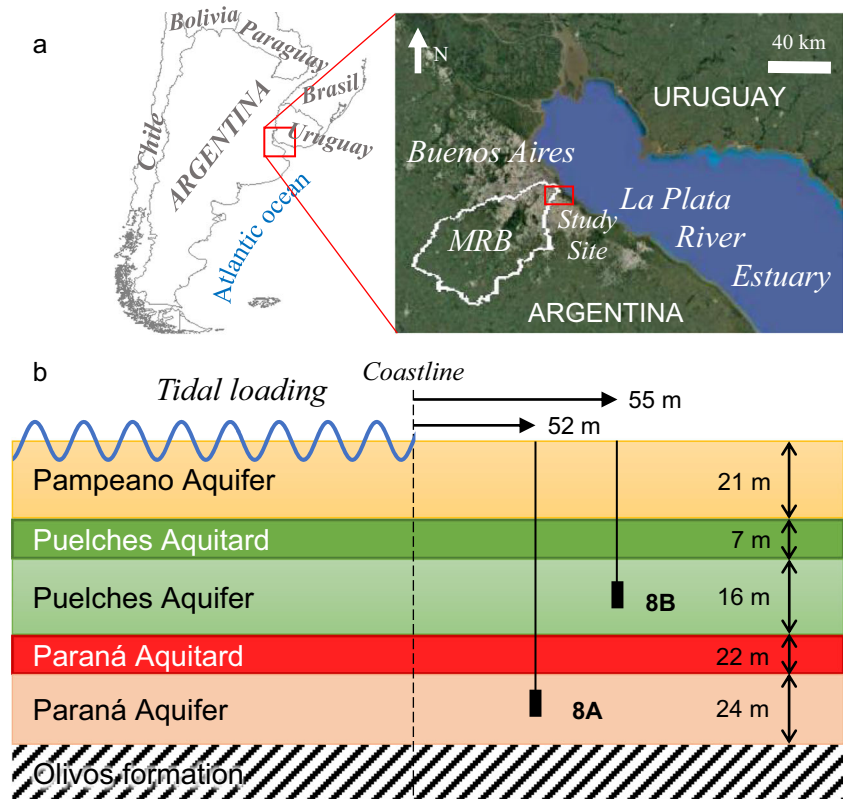 a
Bolivia
Paraguay
Brasil
Uruguay
Chile
ARGENTINA
Atlantic ocean
N
40 km
URUGUAY
Buenos Aires
La Plata
River
Estuary
MRB
Study
Site
ARGENTINA
b
Tidal loading
Coastline
55 m
52 m
Pampeano Aquifer
21 m
Puelches Aquitard
7 m
Puelches Aquifer
8B
16 m
Paraná Aquitard
22 m
Paraná Aquifer
8A
24 m
Olivos formation